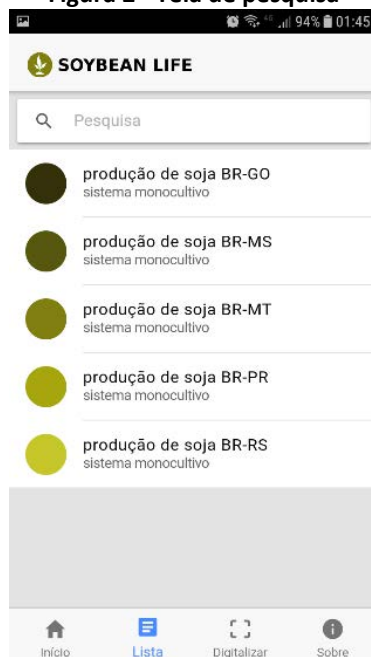 Figura 2 - Tela de pesquisa
94% 01:45
SOYBEAN LIFE
Pesquisa
produção de soja BR-GO
sistema monocultivo
produção de soja BR-MS
sistema monocultivo
produção de soja BR-MT
sistema monocultivo
produção de soja BR-PR
sistema monocultivo
produção de soja BR-RS
sistema monocultivo
Início Lista Digitalizar Sobre